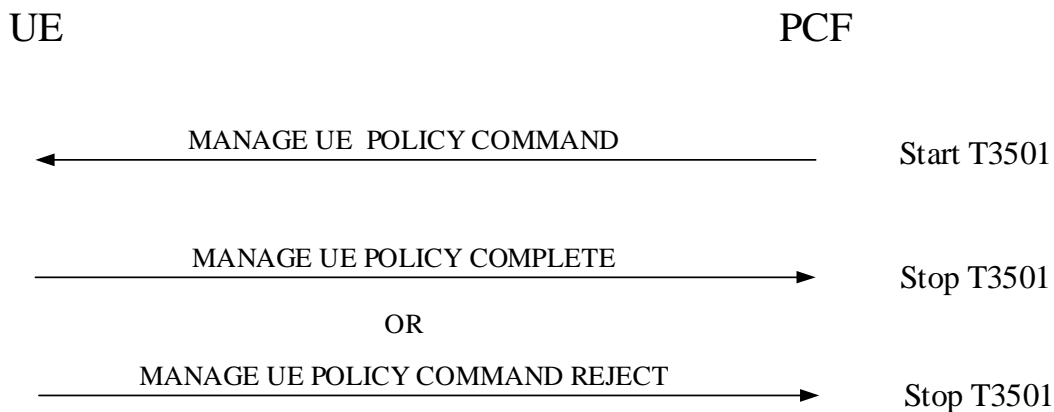 UE PCF
MANAGE UE POLICY COMMAND Start T3501
MANAGE UE POLICY COMPLETE Stop T3501
OR
MANAGE UE POLICY COMMAND REJECT Stop T3501